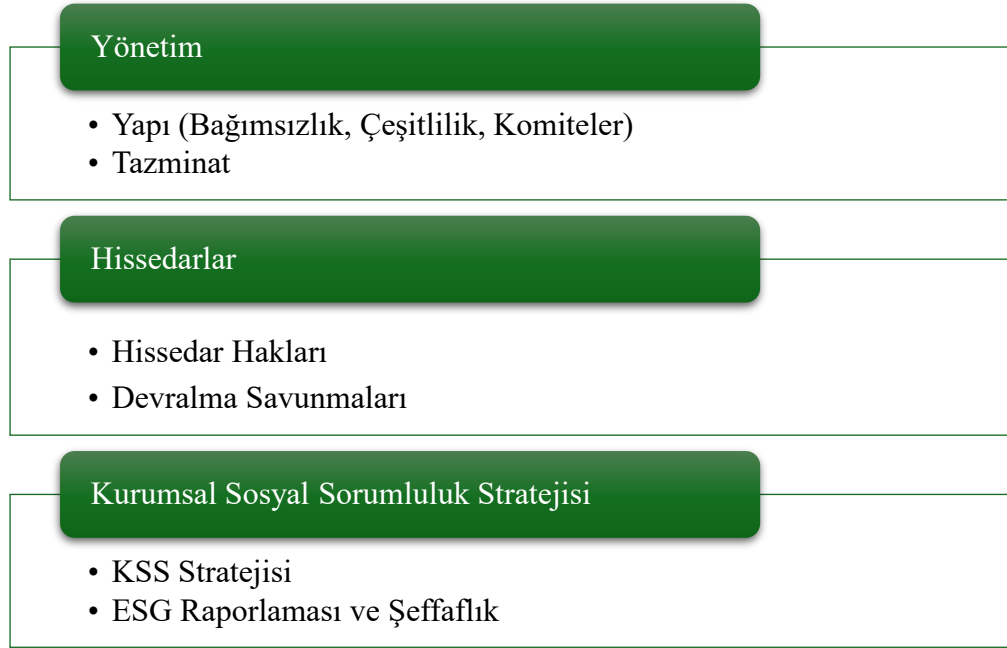 Yönetim
• Yapı (Bağımsızlık, Çeşitlilik, Komiteler)
• Tazminat
Hissedarlar
• Hissedar Hakları
• Devralma Savunmaları
Kurumsal Sosyal Sorumluluk Stratejisi
• KSS Stratejisi
• ESG Raporlaması ve Şeffaflık